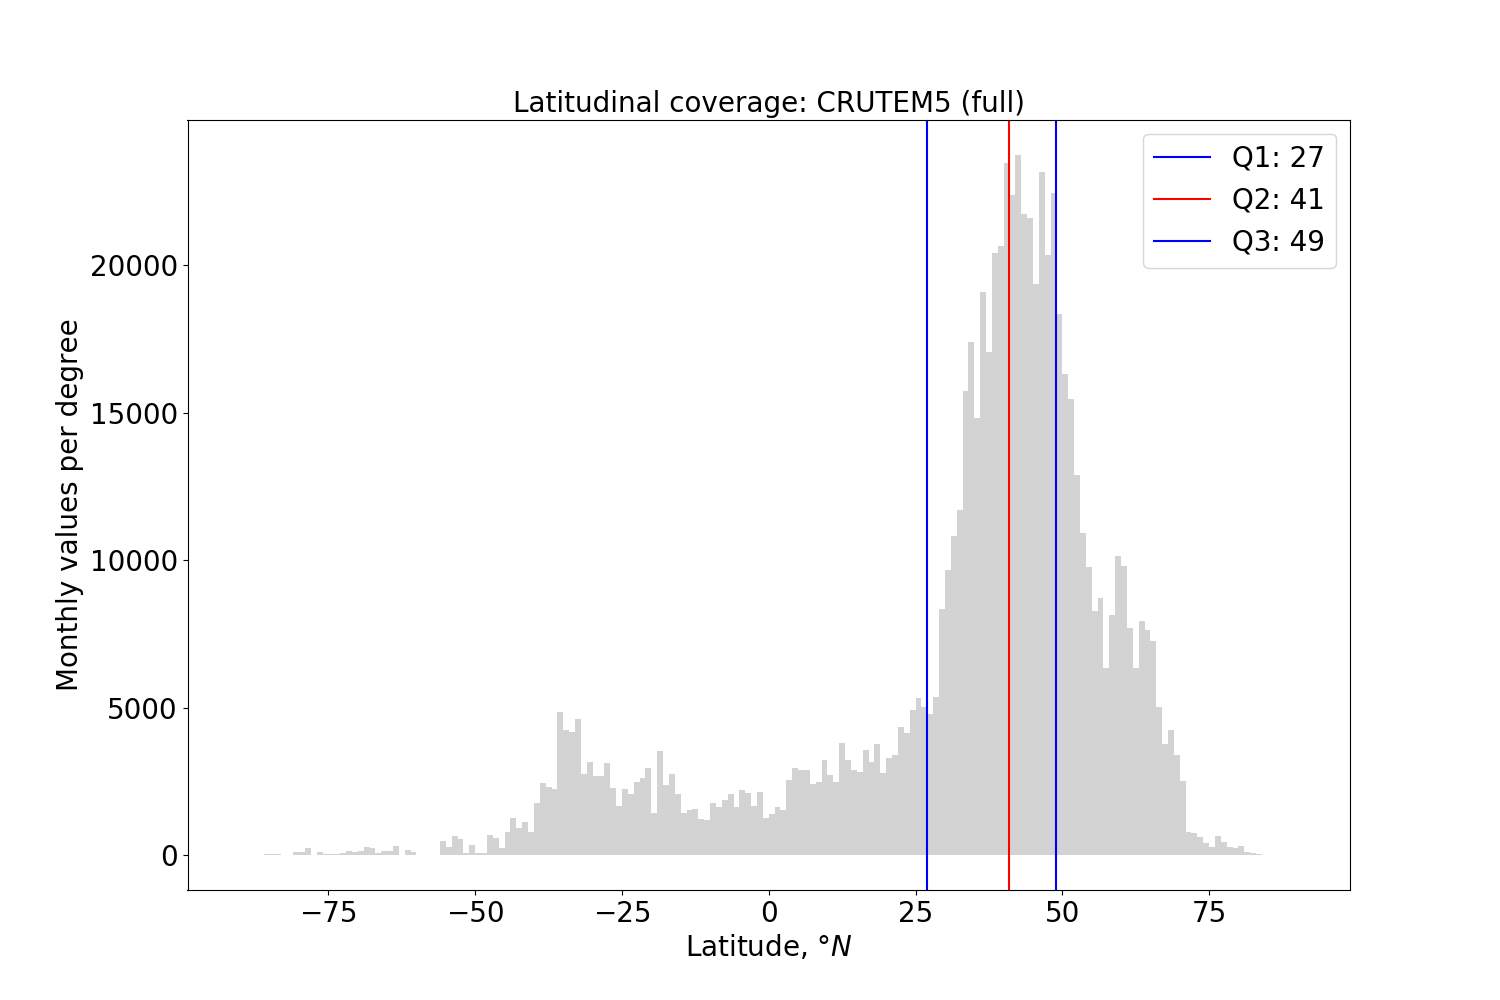 Latitudinal coverage: CRUTEM5 (full)
Q1: 27
Q2: 41
Q3: 49
20000
15000
10000
5000
0
Monthly values per degree
−75
−50
−25
0
25
50
75
Latitude, °N